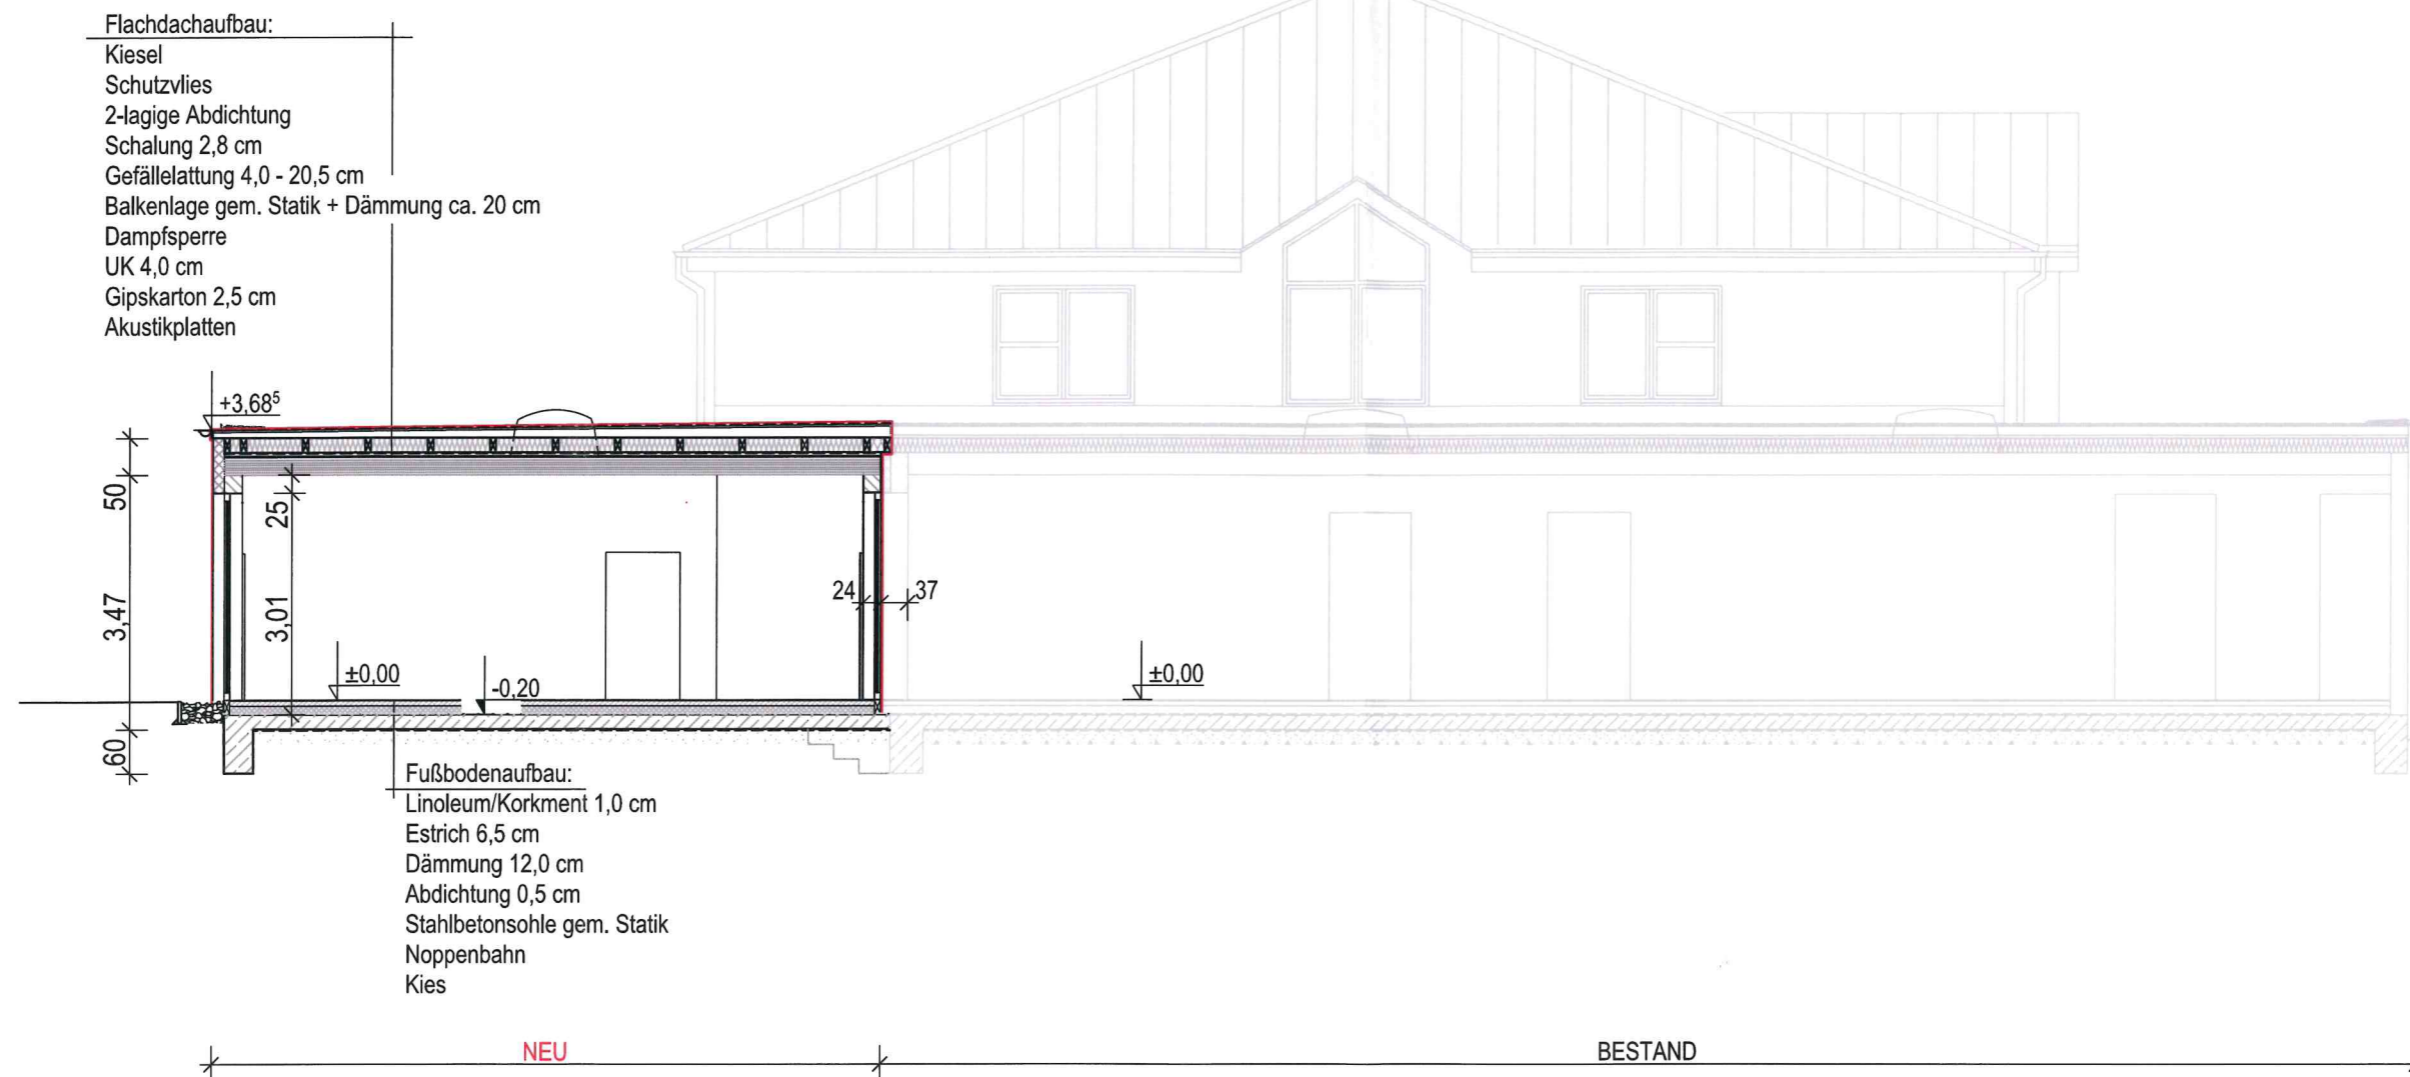 Flachdachaufbau:
Kiesel
Schutzvlies
2-lagige Abdichtung
Schalung 2,8 cm
Gefällelattung 4,0 - 20,5 cm
Balkenlage gem. Statik + Dämmung ca. 20 cm
Dampfsperre
UK 4,0 cm
Gipskarton 2,5 cm
Akustikplatten
+3,68⁵
50
25
3,47
3,01
24
37
±0,00
-0,20
±0,00
60
Fußbodenaufbau:
Linoleum/Korkment 1,0 cm
Estrich 6,5 cm
Dämmung 12,0 cm
Abdichtung 0,5 cm
Stahlbetonsohle gem. Statik
Noppenbahn
Kies
NEU
BESTAND